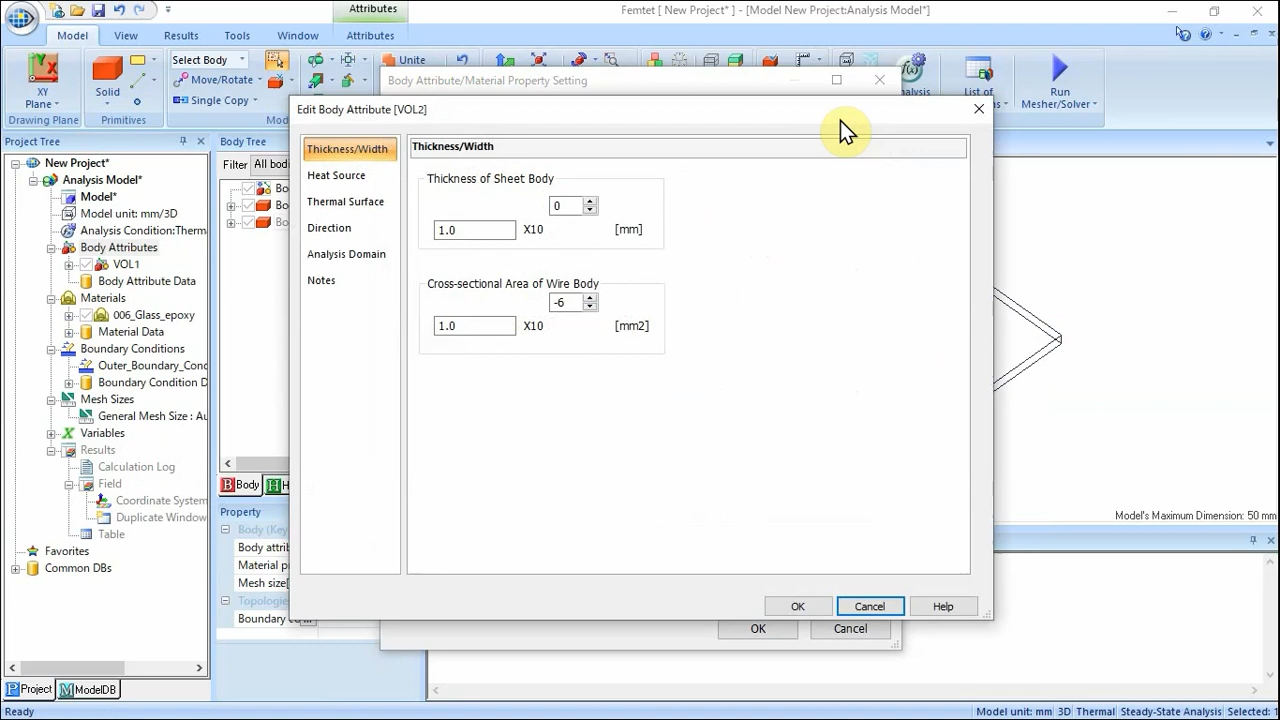 Attributes
Femtet [ New Project* ] - [Model New Project:Analysis Model*]
Model View Results Tools Window Attributes
XY Plane
Drawing Plane
Solid
Primitives
Select Body
Move/Rotate
Single Copy
Unite
List of
Run Mesher/Solver
Project Tree
New Project*
Analysis Model*
Model*
Model unit: mm/3D
Analysis Condition:Therma
Body Attributes
VOL1
Body Attribute Data
Materials
006_Glass_epoxy
Material Data
Boundary Conditions
Outer_Boundary_Cond
Boundary Condition D
Mesh Sizes
General Mesh Size : Au
Variables
Results
Calculation Log
Field
Coordinate System
Duplicate Window
Table
Favorites
Common DBs
Project ModelDB
Body Tree
Filter All bodi
Body
Property
Body (Key
Body attrib
Material p
Mesh size[
Topologie
Body Attribute/Material Property Setting
Edit Body Attribute [VOL2]
Thickness/Width
Heat Source
Thermal Surface
Direction
Analysis Domain
Notes
Thickness/Width
Thickness of Sheet Body
0
1.0 X10 [mm]
Cross-sectional Area of Wire Body
-6
1.0 X10 [mm2]
OK Cancel Help
OK Cancel
Model's Maximum Dimension: 50 mm
Ready
Model unit: mm 3D Thermal Steady-State Analysis Selected: 1